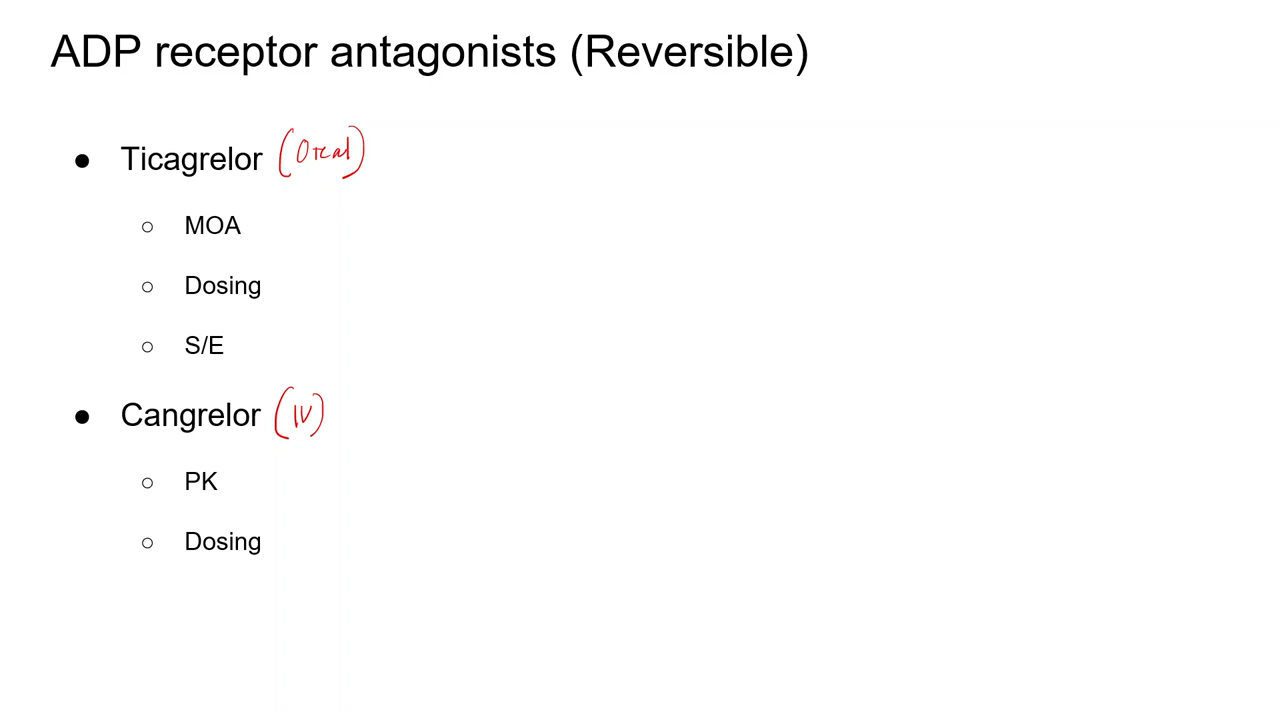 ADP receptor antagonists (Reversible)
● Ticagrelor (Oral)
○ MOA
○ Dosing
○ S/E
● Cangrelor (IV)
○ PK
○ Dosing